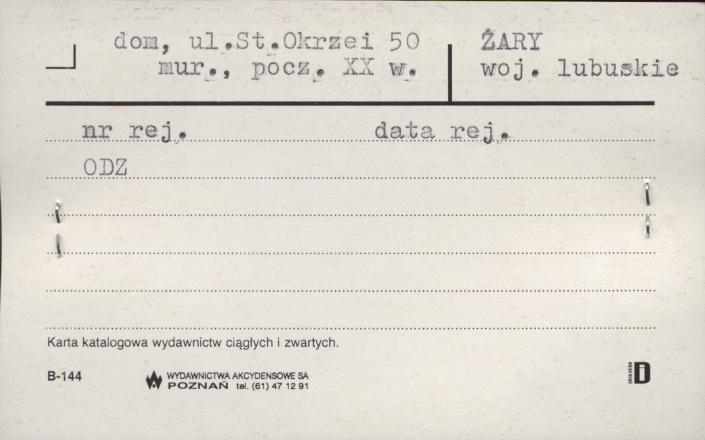 dom, ul.St.Okrzei 50
mur., pocz. XX w.
ŻARY
woj. lubuskie
nr rej. data rej.
ODZ
Karta katalogowa wydawnictw ciągłych i zwartych.
B-144
WYDAWNICTWA AKCYDENSOWE SA
POZNAŃ tel. (61) 47 12 91